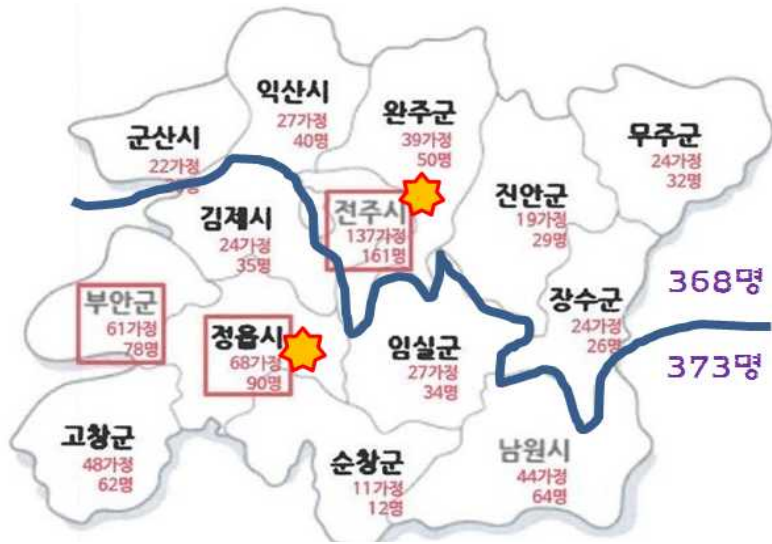 익산시
27가정
40명
완주군
39가정
50명
무주군
24가정
32명
군산시
22가정
진안군
19가정
29명
전주시
137가정
161명
김제시
24가정
35명
장수군
24가정
26명
368명
부안군
61가정
78명
정읍시
68가정
90명
임실군
27가정
34명
373명
고창군
48가정
62명
순창군
11가정
12명
남원시
44가정
64명